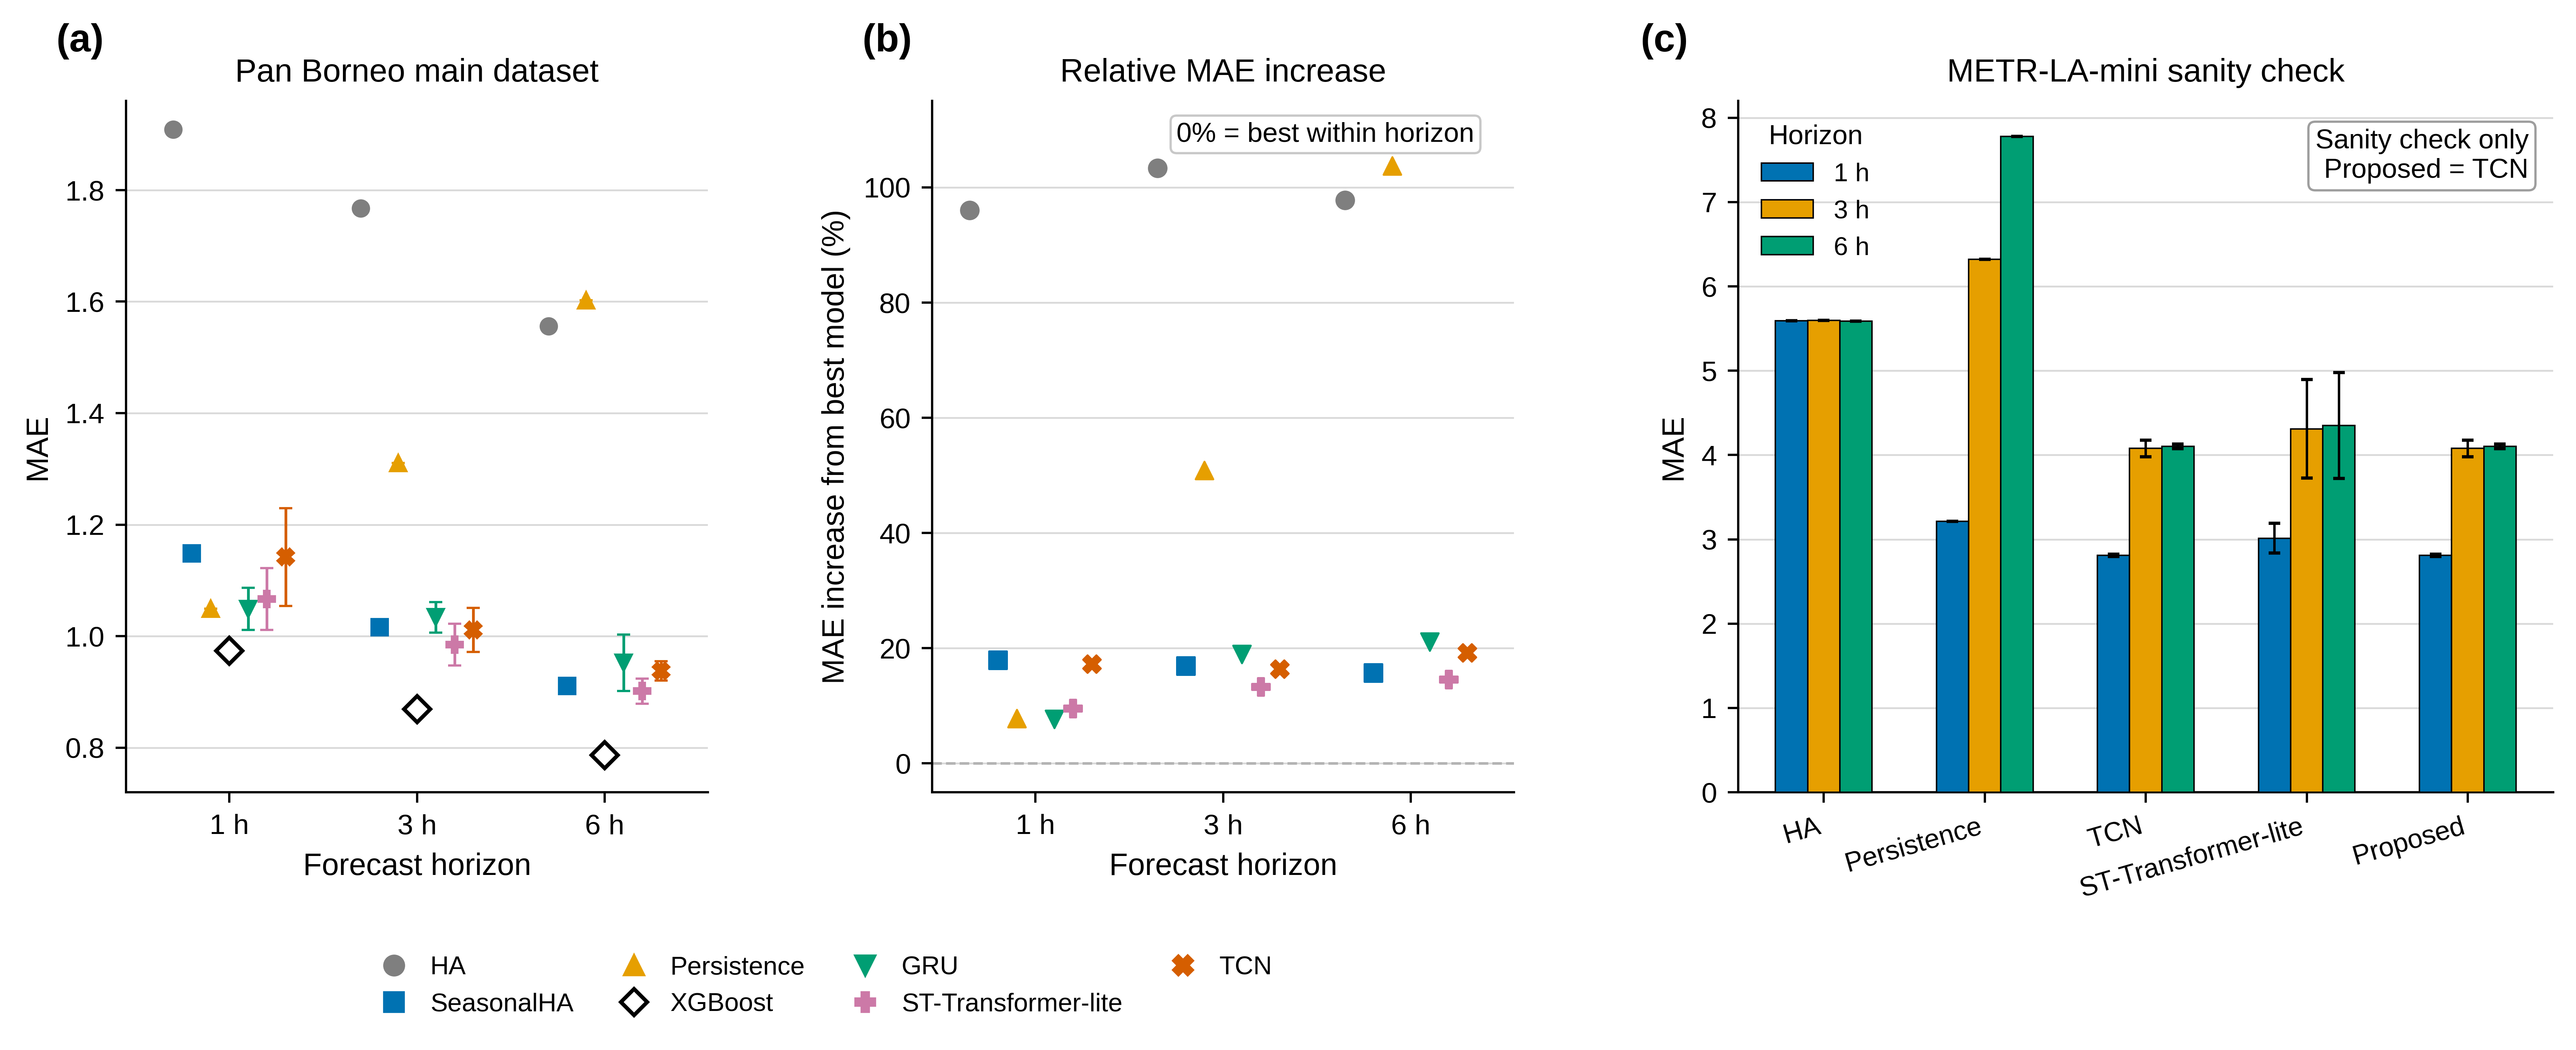 (a)
Pan Borneo main dataset
MAE
1.8
1.6
1.4
1.2
1.0
0.8
1 h
3 h
6 h
Forecast horizon
(b)
Relative MAE increase
0% = best within horizon
MAE increase from best model (%)
100
80
60
40
20
0
1 h
3 h
6 h
Forecast horizon
(c)
METR-LA-mini sanity check
Horizon
1 h
3 h
6 h
Sanity check only
Proposed = TCN
MAE
8
7
6
5
4
3
2
1
0
HA
Persistence
TCN
ST-Transformer-lite
Proposed
HA
Persistence
GRU
TCN
SeasonalHA
XGBoost
ST-Transformer-lite